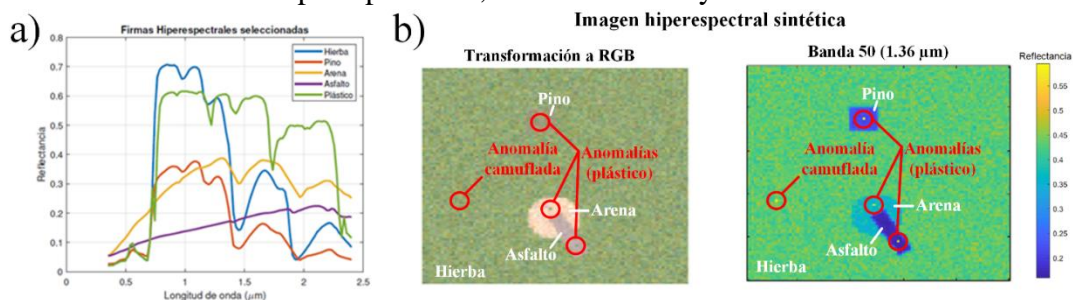 a)
Firmas Hiperespectrales seleccionadas
Hierba
Pino
Arena
Asfalto
Plástico
Reflectancia
0.8
0.7
0.6
0.5
0.4
0.3
0.2
0.1
0
0
0.5
1
1.5
2
2.5
Longitud de onda (μm)
b)
Imagen hiperespectral sintética
Transformación a RGB
Pino
Anomalía
camuflada
Anomalías
(plástico)
Arena
Asfalto
Hierba
Banda 50 (1.36 μm)
Pino
Anomalía
camuflada
Anomalías
(plástico)
Arena
Asfalto
Hierba
Reflectancia
0.55
0.5
0.45
0.4
0.35
0.3
0.25
0.2